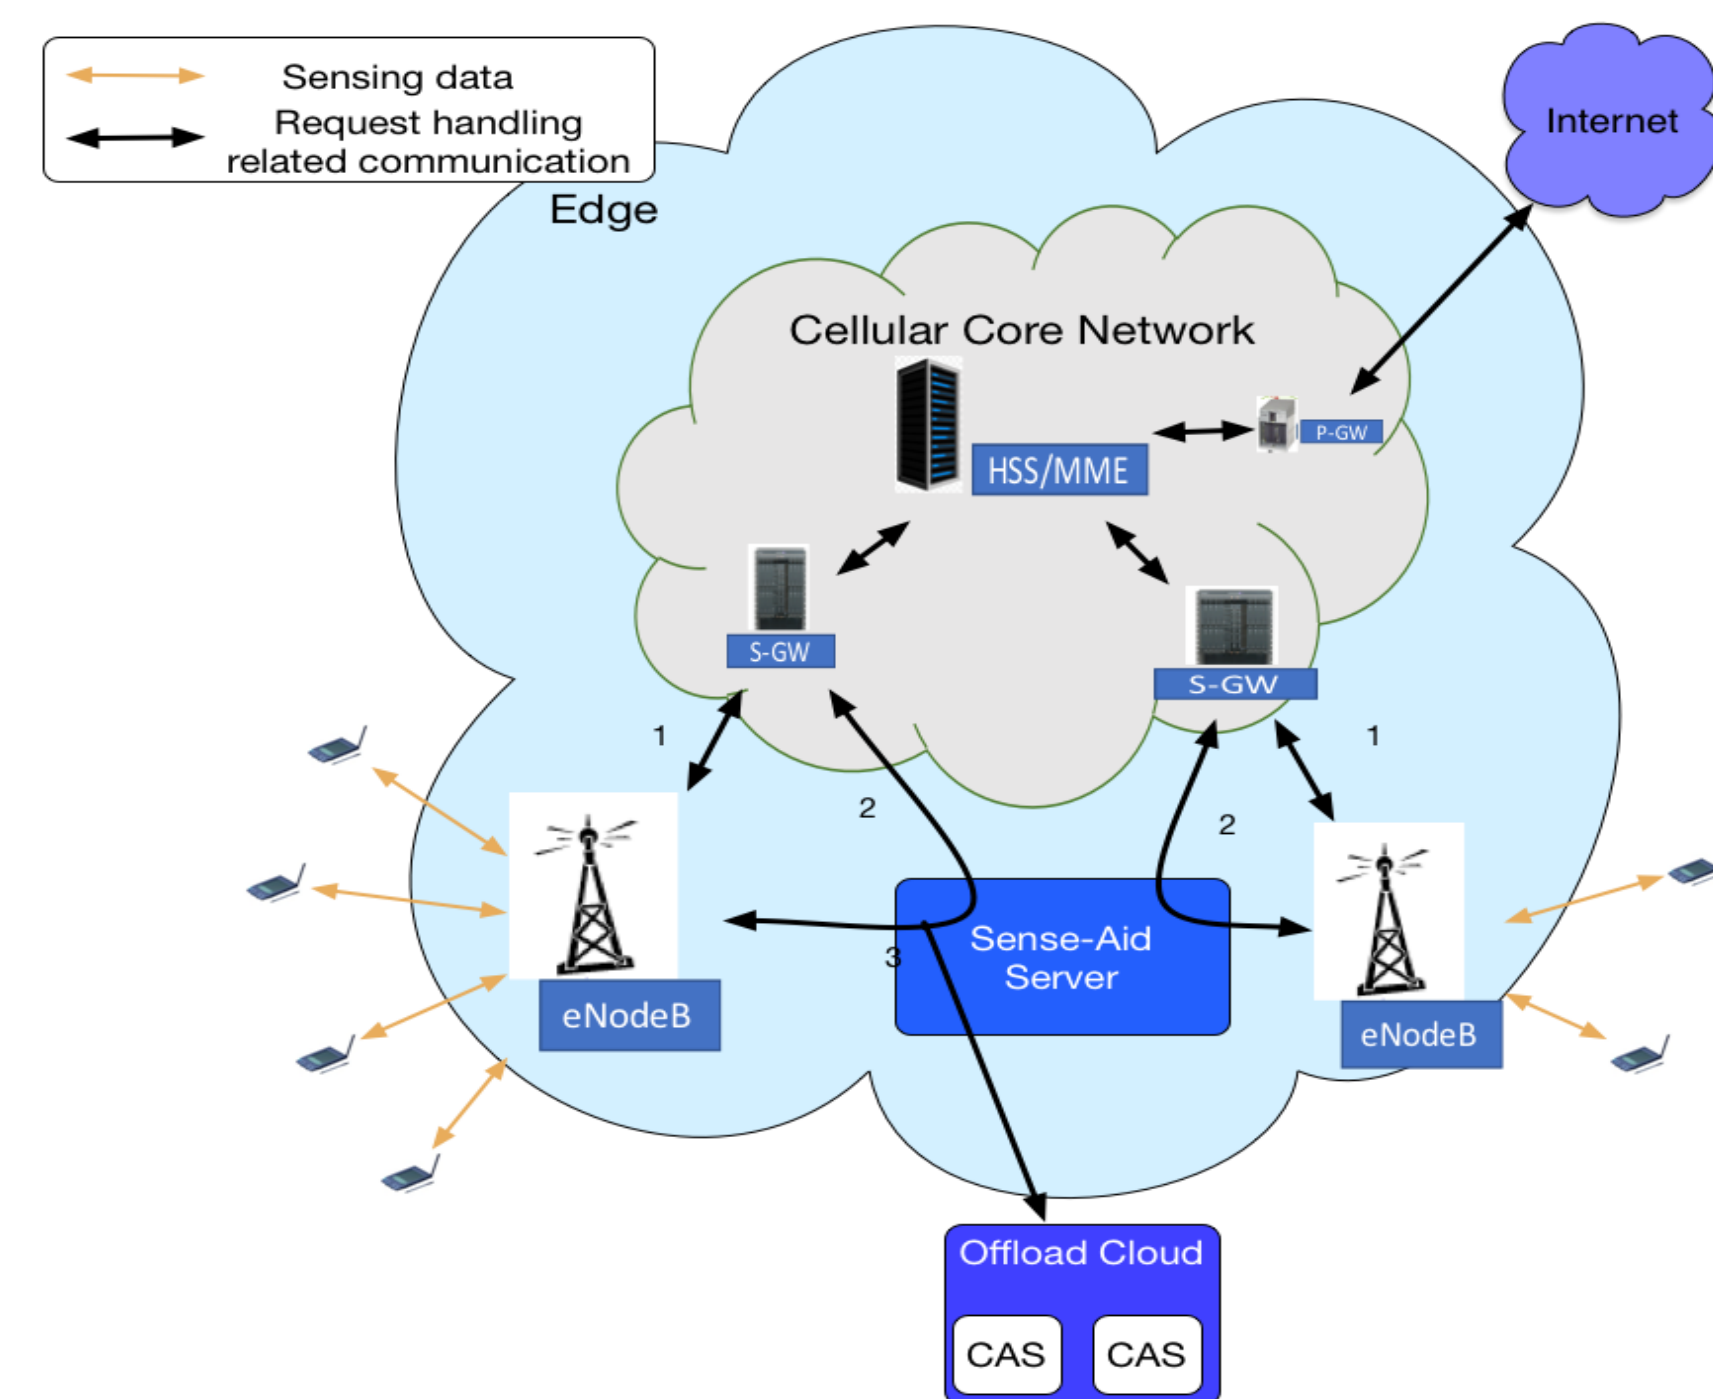 Sensing data
Request handling
related communication
Internet
Edge
Cellular Core Network
P-GW
HSS/MME
S-GW
S-GW
1
1
2
2
Sense-Aid
Server
3
eNodeB
eNodeB
Offload Cloud
CAS
CAS